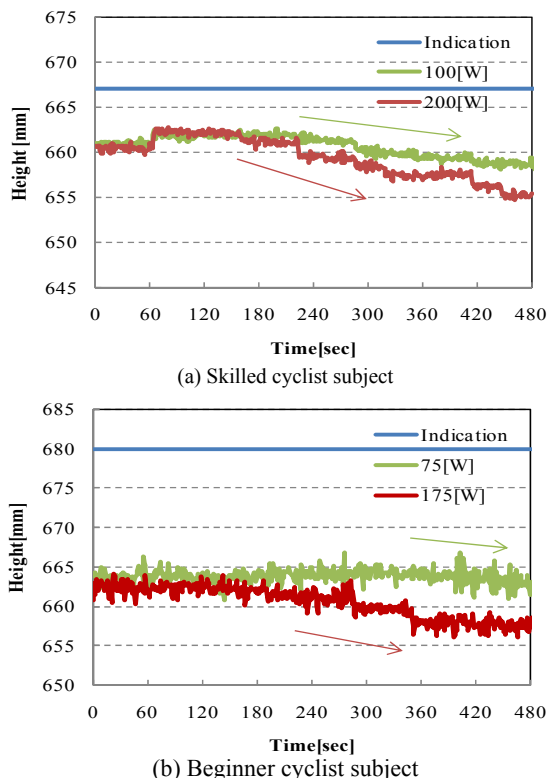 675
670
665
660
655
650
645
Height[mm]
Indication
100[W]
200[W]
0 60 120 180 240 300 360 420 480
Time[sec]
(a) Skilled cyclist subject
685
680
675
670
665
660
655
650
Height[mm]
Indication
75[W]
175[W]
0 60 120 180 240 300 360 420 480
Time[sec]
(b) Beginner cyclist subject